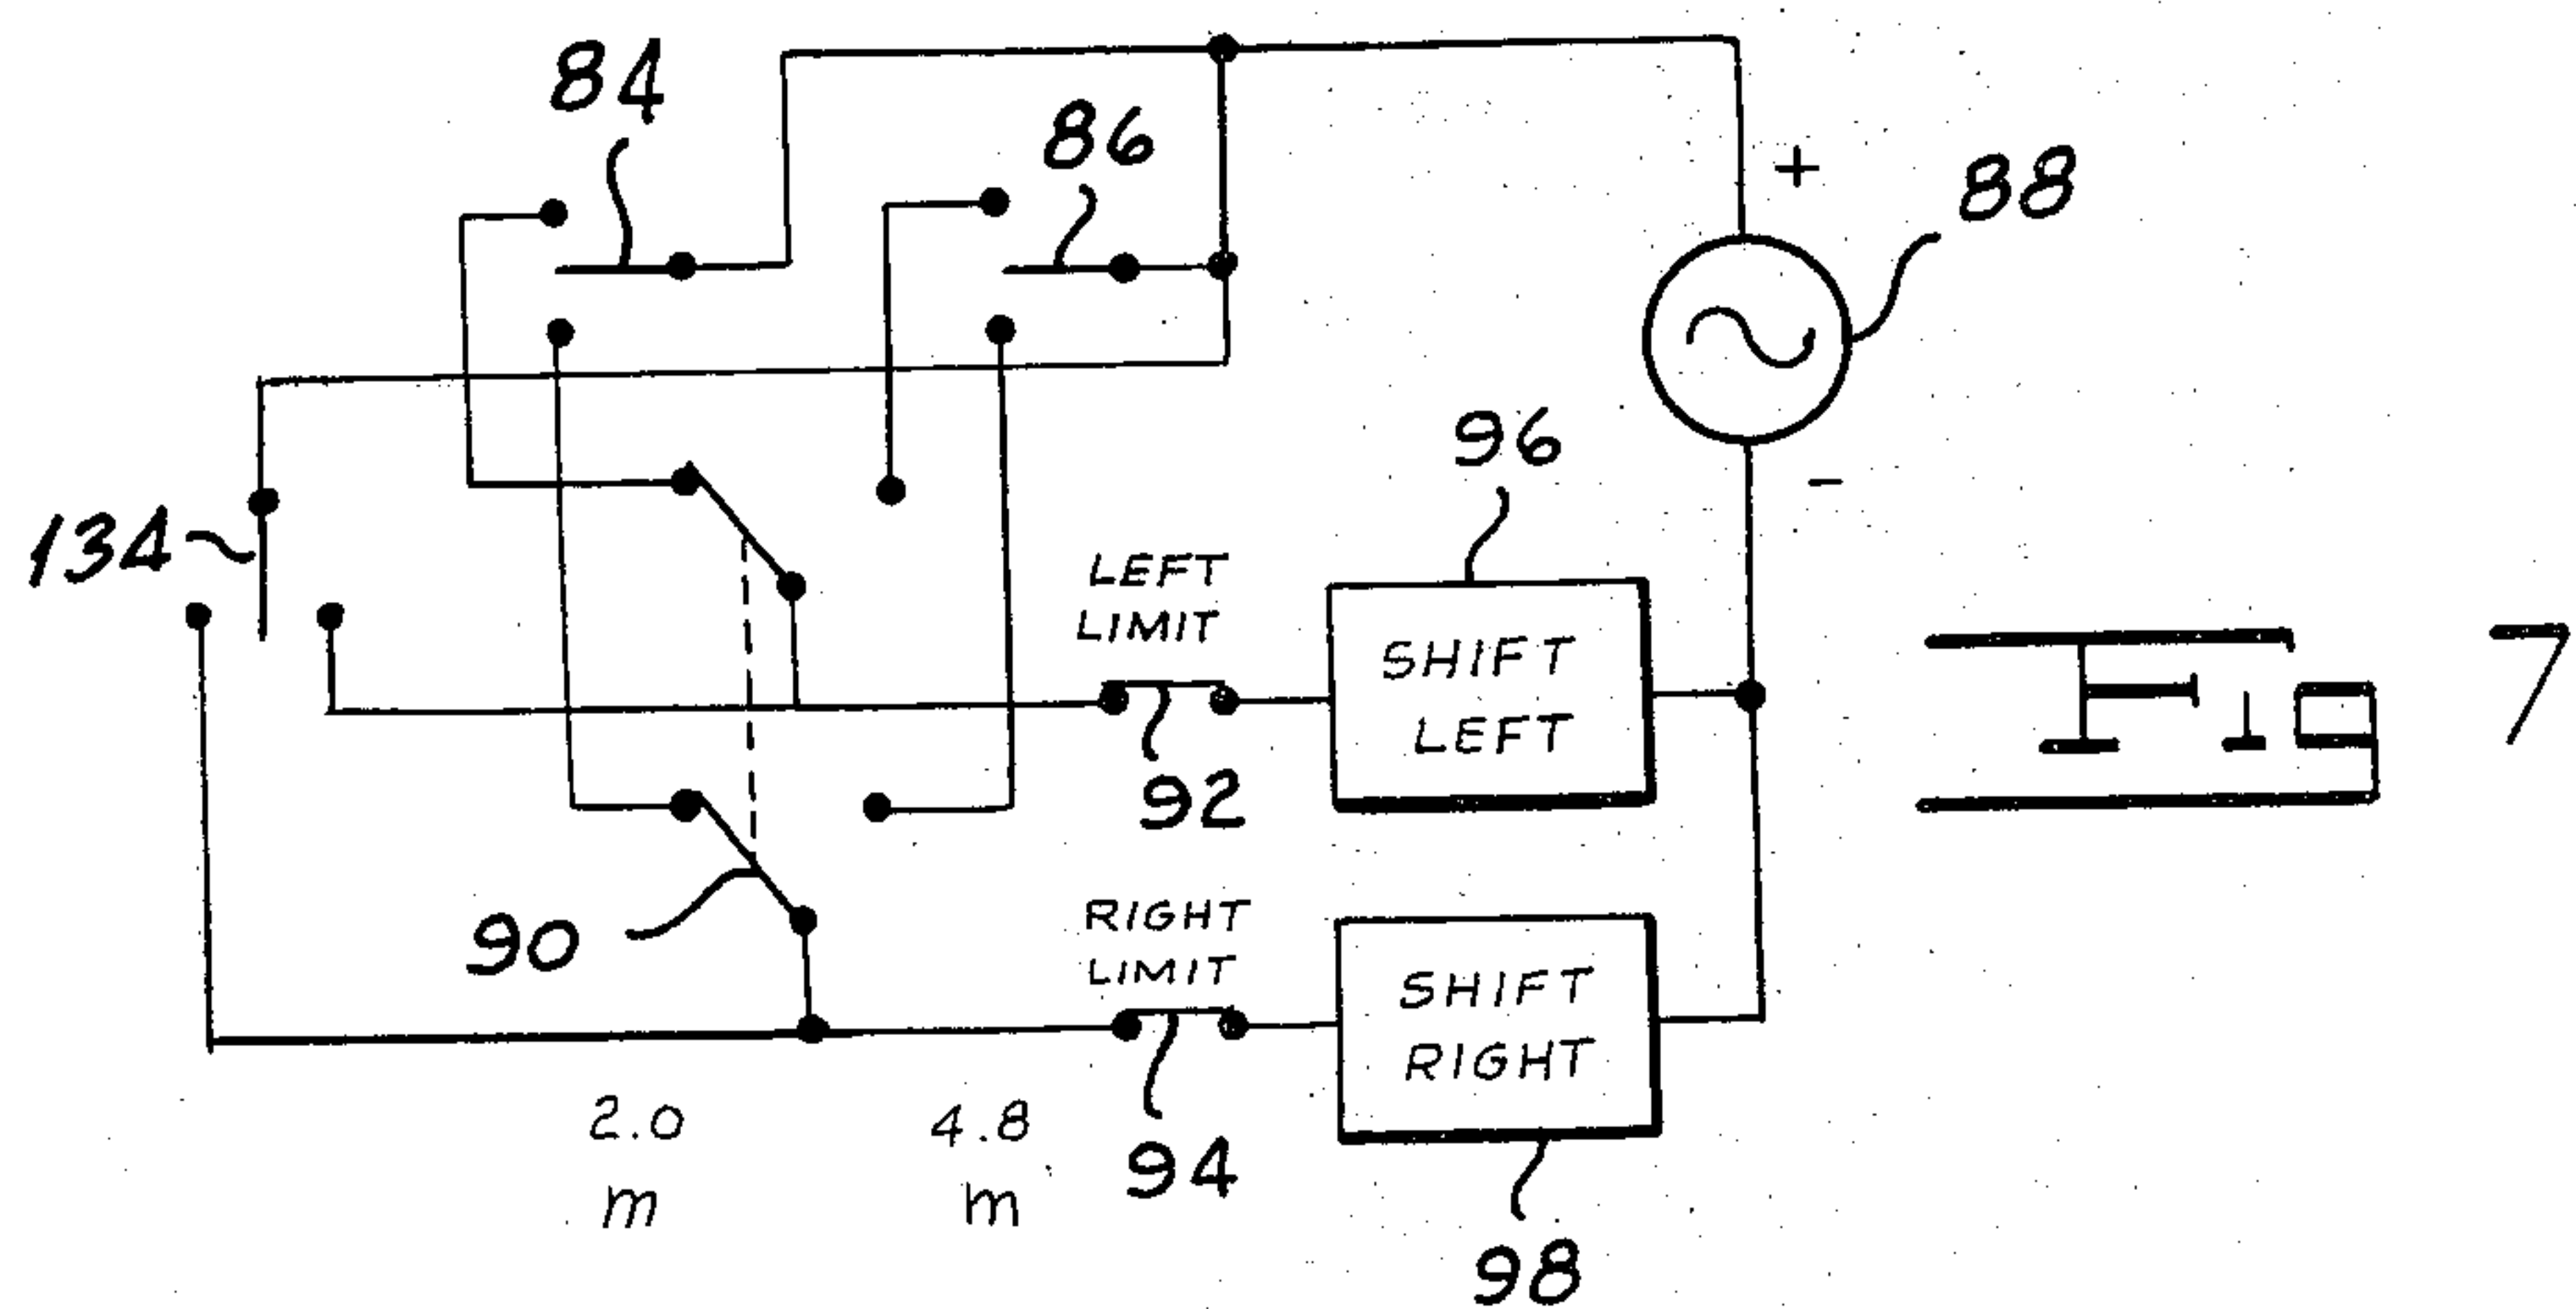 84
86
+
88
96
-
134
LEFT
LIMIT
SHIFT
LEFT
Fig 7
92
90
RIGHT
LIMIT
SHIFT
RIGHT
2.0
m
4.8
m
94
98